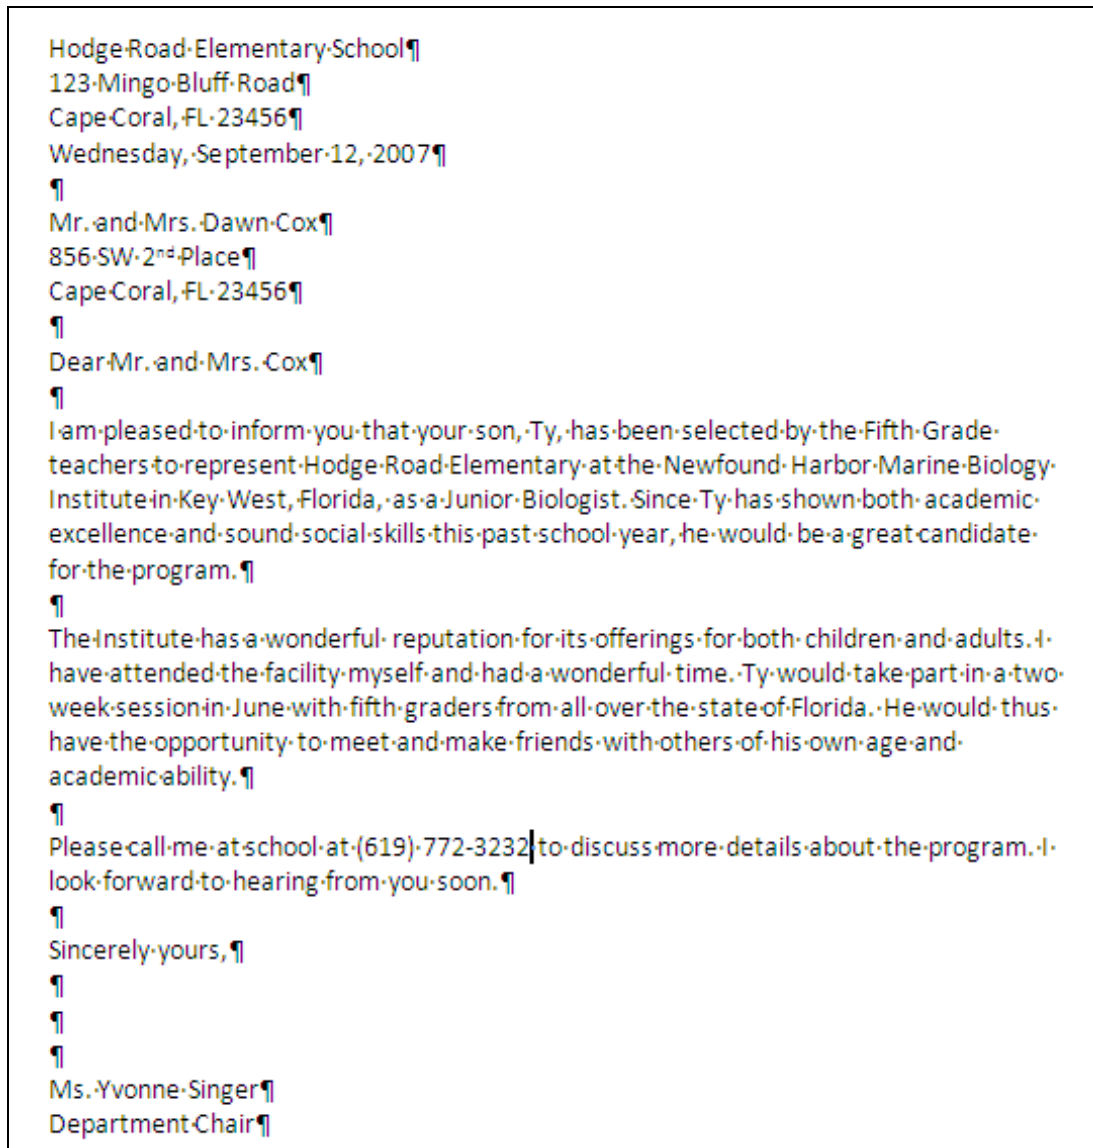 Hodge Road Elementary School¶
123 Mingo Bluff Road¶
Cape Coral, FL 23456¶
Wednesday, September 12, 2007¶
¶
Mr. and Mrs. Dawn Cox¶
856 SW 2nd Place¶
Cape Coral, FL 23456¶
¶
Dear Mr. and Mrs. Cox¶
¶
I am pleased to inform you that your son, Ty, has been selected by the Fifth Grade
teachers to represent Hodge Road Elementary at the Newfound Harbor Marine Biology
Institute in Key West, Florida, as a Junior Biologist. Since Ty has shown both academic
excellence and sound social skills this past school year, he would be a great candidate
for the program. ¶
¶
The Institute has a wonderful reputation for its offerings for both children and adults. I
have attended the facility myself and had a wonderful time. Ty would take part in a two
week session in June with fifth graders from all over the state of Florida. He would thus
have the opportunity to meet and make friends with others of his own age and
academic ability. ¶
¶
Please call me at school at (619) 772-3232 to discuss more details about the program. I
look forward to hearing from you soon. ¶
¶
Sincerely yours, ¶
¶
¶
¶
Ms. Yvonne Singer¶
Department Chair¶